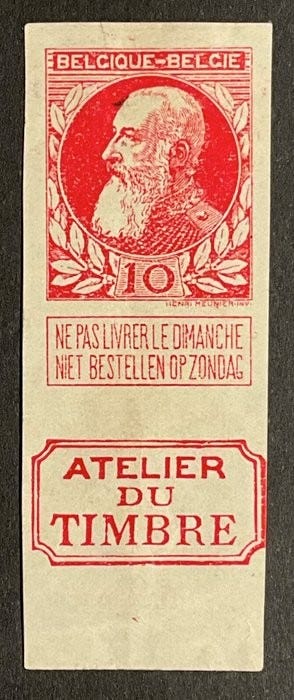 BELGIQUE-BELGIE
10
HENRI MEUNIER·INV·
NE PAS LIVRER LE DIMANCHE
NIET BESTELLEN OP ZONDAG
ATELIER
DU
TIMBRE